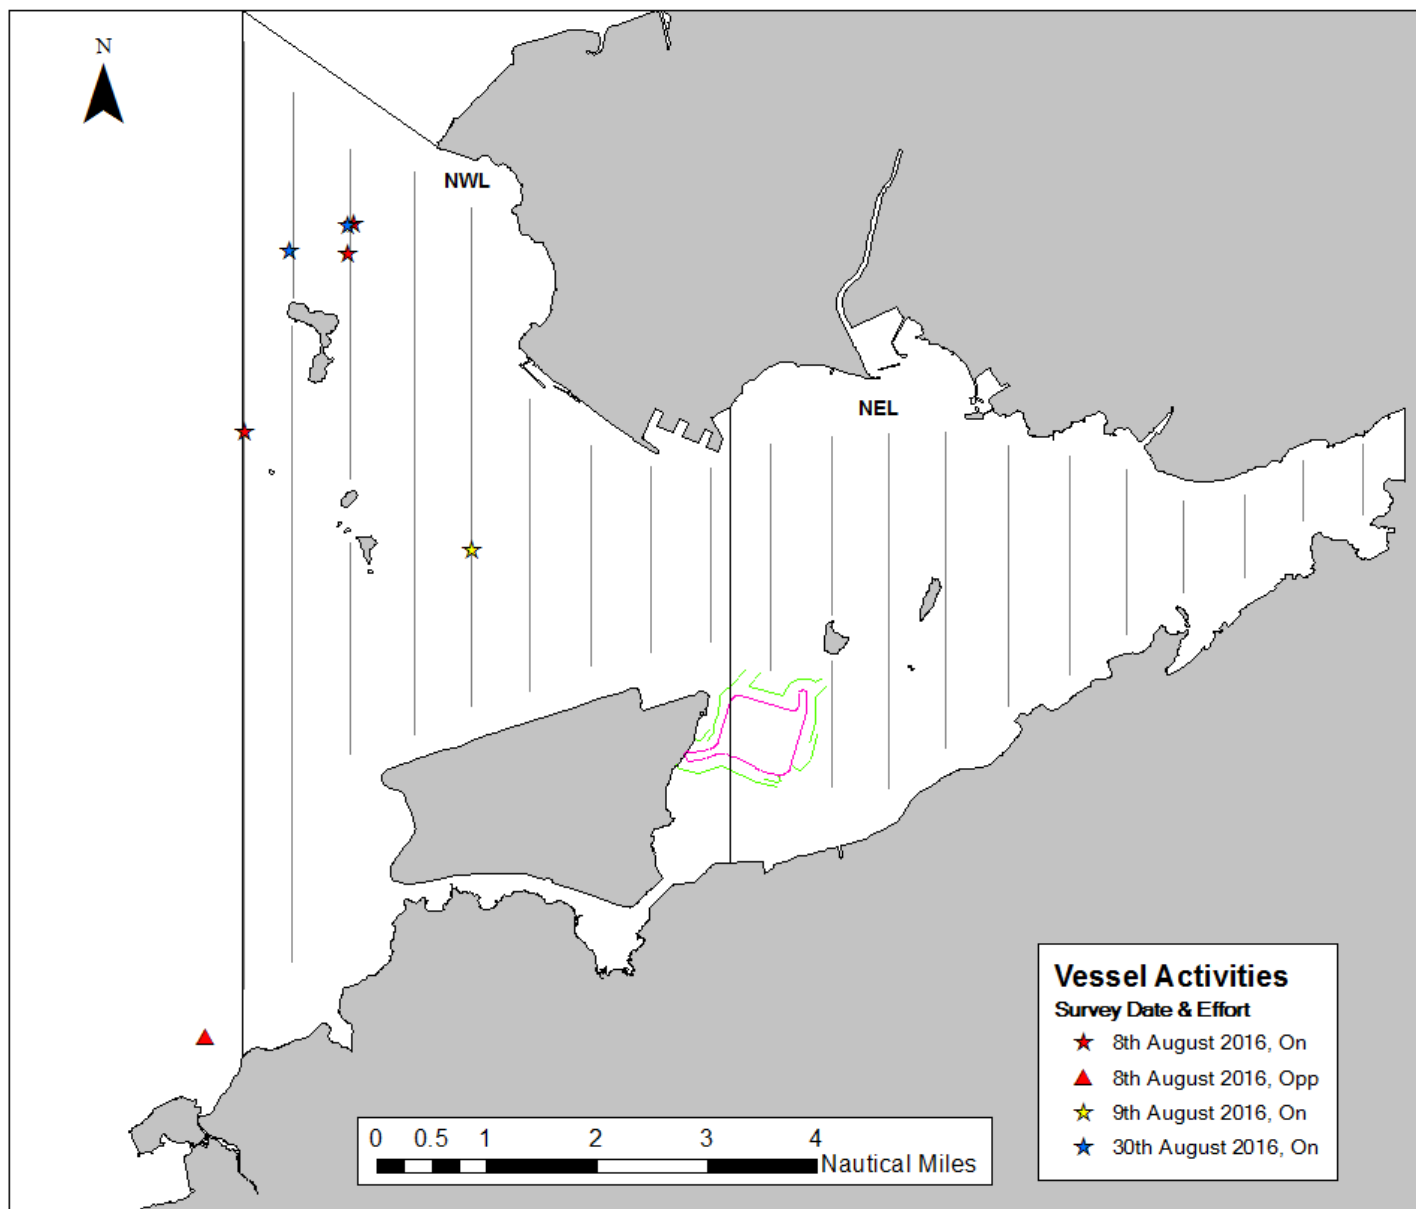 N
NWL
NEL
Vessel Activities
Survey Date & Effort
8th August 2016, On
8th August 2016, Opp
9th August 2016, On
30th August 2016, On
0 0.5 1 2 3 4
Nautical Miles